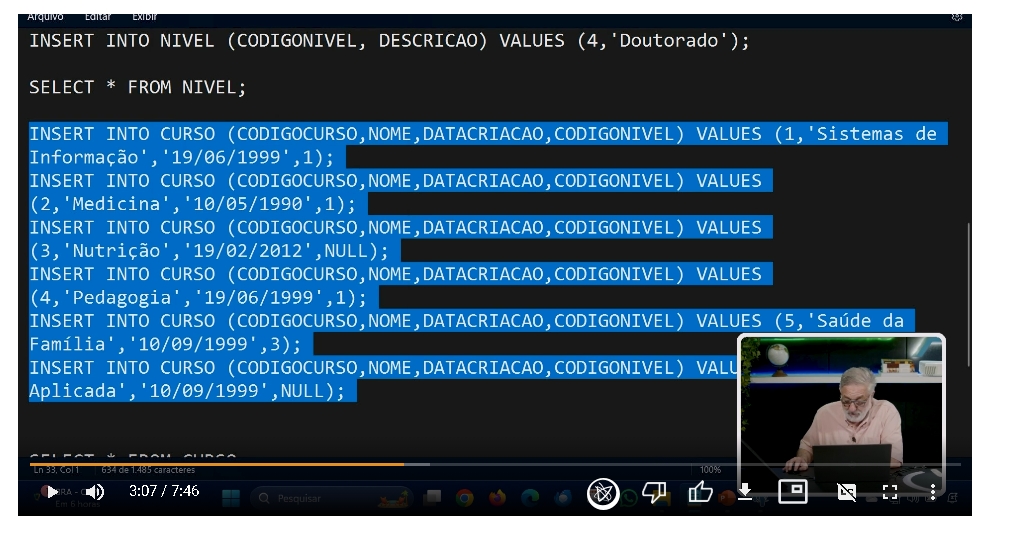 Arquivo Editar Exibir
INSERT INTO NIVEL (CODIGONIVEL, DESCRICAO) VALUES (4,'Doutorado');
SELECT * FROM NIVEL;
INSERT INTO CURSO (CODIGOCURSO,NOME,DATACRIACAO,CODIGONIVEL) VALUES (1,'Sistemas de
Informação','19/06/1999',1);
INSERT INTO CURSO (CODIGOCURSO,NOME,DATACRIACAO,CODIGONIVEL) VALUES
(2,'Medicina','10/05/1990',1);
INSERT INTO CURSO (CODIGOCURSO,NOME,DATACRIACAO,CODIGONIVEL) VALUES
(3,'Nutrição','19/02/2012',NULL);
INSERT INTO CURSO (CODIGOCURSO,NOME,DATACRIACAO,CODIGONIVEL) VALUES
(4,'Pedagogia','19/06/1999',1);
INSERT INTO CURSO (CODIGOCURSO,NOME,DATACRIACAO,CODIGONIVEL) VALUES (5,'Saúde da
Família','10/09/1999',3);
INSERT INTO CURSO (CODIGOCURSO,NOME,DATACRIACAO,CODIGONIVEL) VALU
Aplicada','10/09/1999',NULL);
SELECT * FROM CURSO
Ln 33, Col 1 634 de 1.485 caracteres 100%
3:07 / 7:46
Pesquisar
Em 6 horas